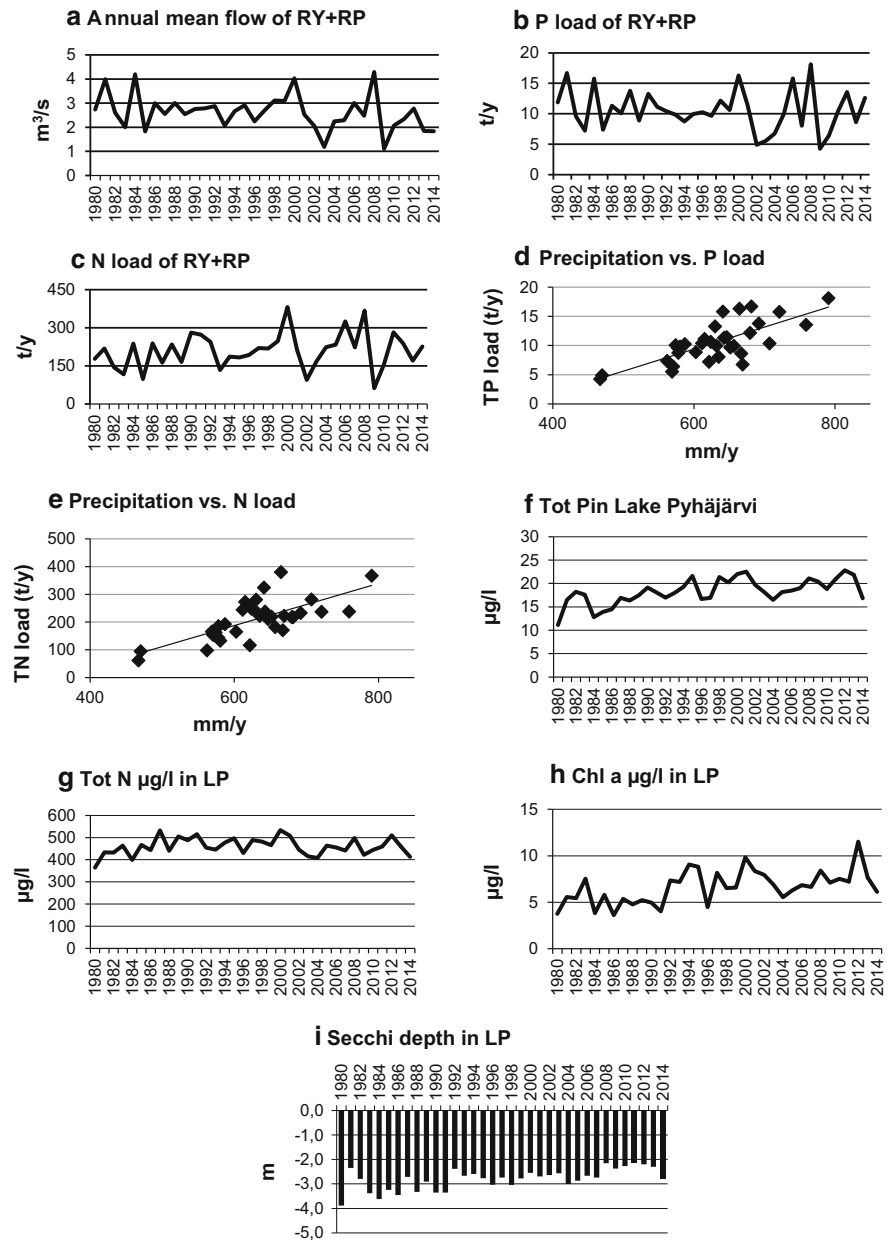 a Annual mean flow of RY+RP
5
4
3
2
1
0
m³/s
1980 1982 1984 1986 1988 1990 1992 1994 1996 1998 2000 2002 2004 2006 2008 2010 2012 2014
b P load of RY+RP
20
15
10
5
0
t/y
1980 1982 1984 1986 1988 1990 1992 1994 1996 1998 2000 2002 2004 2006 2008 2010 2012 2014
c N load of RY+RP
450
300
150
0
t/y
1980 1982 1984 1986 1988 1990 1992 1994 1996 1998 2000 2002 2004 2006 2008 2010 2012 2014
d Precipitation vs. P load
20
15
10
5
0
TP load (t/y)
400 600 800
mm/y
e Precipitation vs. N load
500
400
300
200
100
0
TN load (t/y)
400 600 800
mm/y
f Tot Pin Lake Pyhäjärvi
30
25
20
15
10
5
0
µg/l
1980 1982 1984 1986 1988 1990 1992 1994 1996 1998 2000 2002 2004 2006 2008 2010 2012 2014
g Tot N µg/l in LP
600
500
400
300
200
100
0
µg/l
1980 1982 1984 1986 1988 1990 1992 1994 1996 1998 2000 2002 2004 2006 2008 2010 2012 2014
h Chl a µg/l in LP
15
10
5
0
µg/l
1980 1982 1984 1986 1988 1990 1992 1994 1996 1998 2000 2002 2004 2006 2008 2010 2012 2014
i Secchi depth in LP
1980 1982 1984 1986 1988 1990 1992 1994 1996 1998 2000 2002 2004 2006 2008 2010 2012 2014
0,0
-1,0
-2,0
-3,0
-4,0
-5,0
m